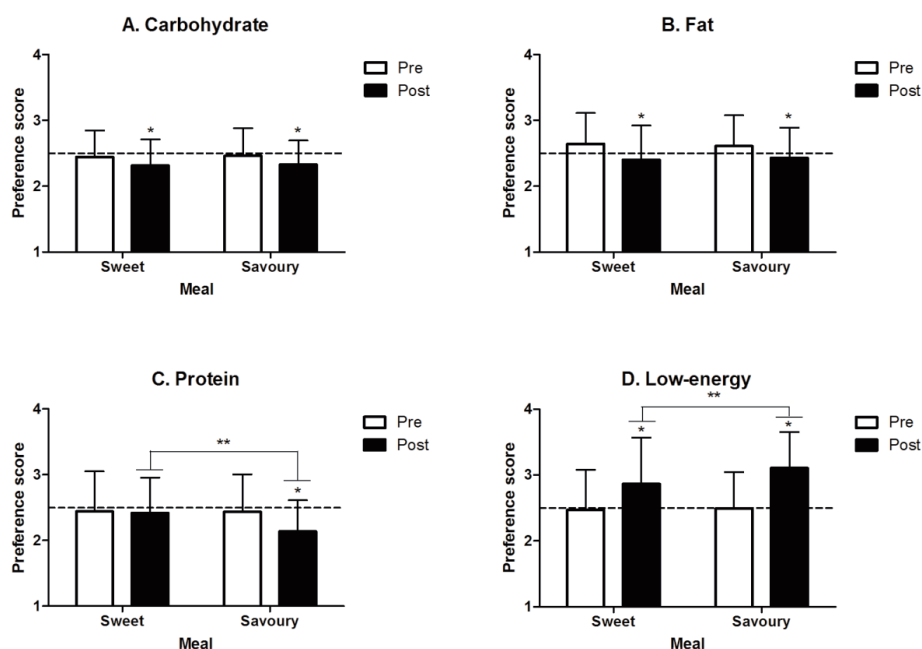 A. Carbohydrate
4
3
2
1
Preference score
*
*
Sweet
Savoury
Meal
Pre
Post
B. Fat
4
3
2
1
Preference score
*
*
Sweet
Savoury
Meal
Pre
Post
C. Protein
4
3
2
1
Preference score
**
*
Sweet
Savoury
Meal
Pre
Post
D. Low-energy
4
3
2
1
Preference score
**
*
*
Sweet
Savoury
Meal
Pre
Post